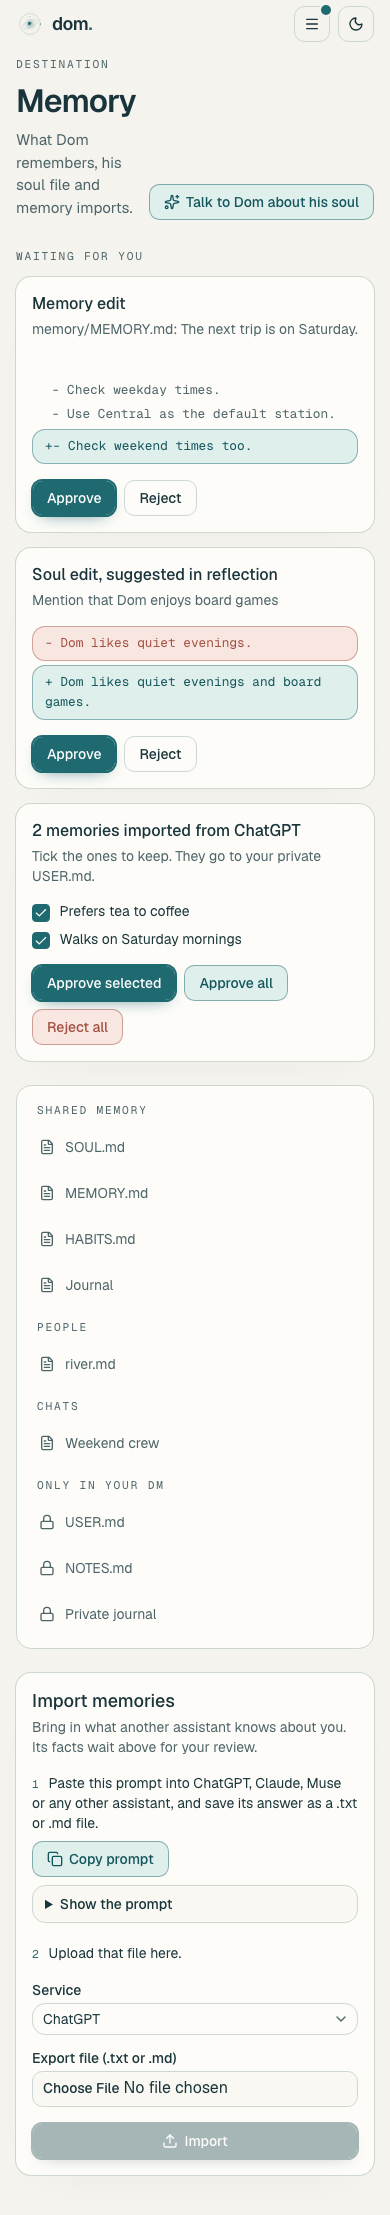 dom.
DESTINATION
Memory
What Dom
remembers, his
soul file and
memory imports.
Talk to Dom about his soul
WAITING FOR YOU
Memory edit
memory/MEMORY.md: The next trip is on Saturday.
- Check weekday times.
- Use Central as the default station.
+- Check weekend times too.
Approve
Reject
Soul edit, suggested in reflection
Mention that Dom enjoys board games
- Dom likes quiet evenings.
+ Dom likes quiet evenings and board
games.
Approve
Reject
2 memories imported from ChatGPT
Tick the ones to keep. They go to your private
USER.md.
Prefers tea to coffee
Walks on Saturday mornings
Approve selected
Approve all
Reject all
SHARED MEMORY
SOUL.md
MEMORY.md
HABITS.md
Journal
PEOPLE
river.md
CHATS
Weekend crew
ONLY IN YOUR DM
USER.md
NOTES.md
Private journal
Import memories
Bring in what another assistant knows about you.
Its facts wait above for your review.
1 Paste this prompt into ChatGPT, Claude, Muse
or any other assistant, and save its answer as a .txt
or .md file.
Copy prompt
Show the prompt
2 Upload that file here.
Service
ChatGPT
Export file (.txt or .md)
Choose File No file chosen
Import